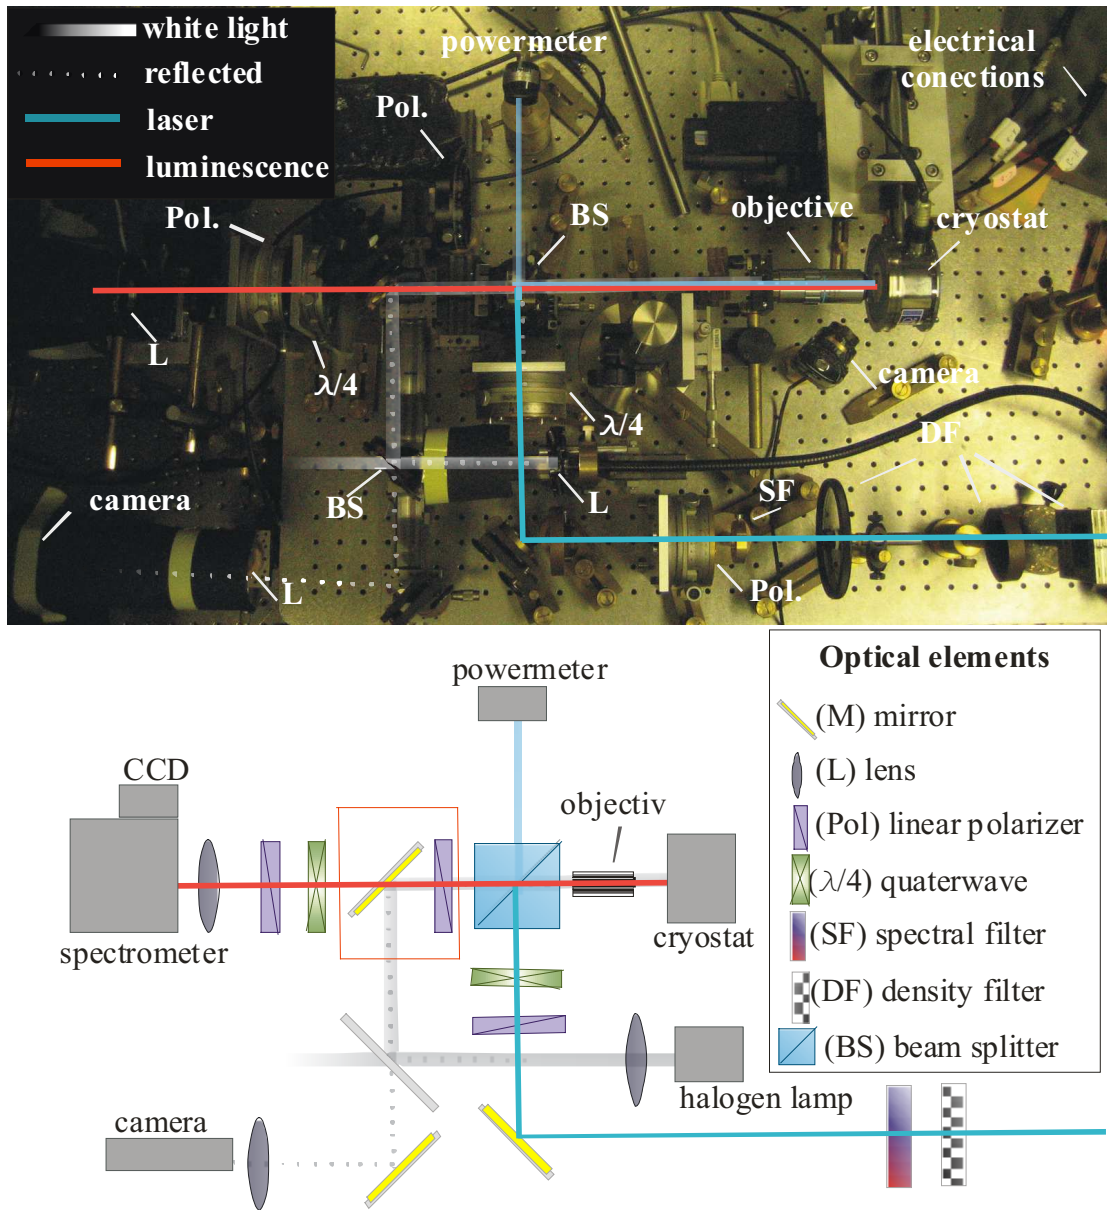 white light
reflected
laser
luminescence
powermeter
electrical
conections
Pol.
Pol.
BS
objective
cryostat
L
λ/4
camera
λ/4
DF
camera
BS
L
SF
L
Pol.
powermeter
Optical elements
(M) mirror
(L) lens
(Pol) linear polarizer
(λ/4) quaterwave
(SF) spectral filter
(DF) density filter
(BS) beam splitter
CCD
objectiv
spectrometer
cryostat
halogen lamp
camera